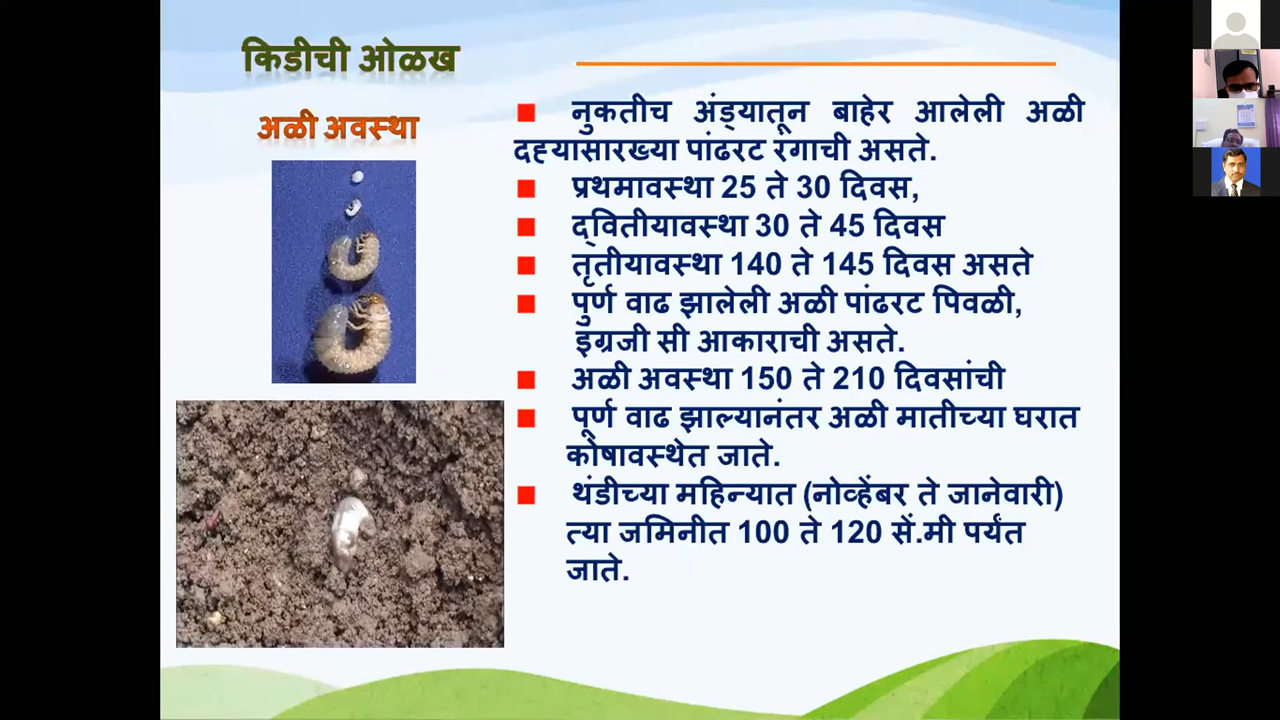 किडीची ओळख
अळी अवस्था
नुकतीच अंड्यातून बाहेर आलेली अळी
दह्यासारख्या पांढरट रंगाची असते.
प्रथमावस्था 25 ते 30 दिवस,
द्वितीयावस्था 30 ते 45 दिवस
तृतीयावस्था 140 ते 145 दिवस असते
पुर्ण वाढ झालेली अळी पांढरट पिवळी,
इग्रजी सी आकाराची असते.
अळी अवस्था 150 ते 210 दिवसांची
पूर्ण वाढ झाल्यानंतर अळी मातीच्या घरात
कोषावस्थेत जाते.
थंडीच्या महिन्यात (नोव्हेंबर ते जानेवारी)
त्या जमिनीत 100 ते 120 सें.मी पर्यंत
जाते.